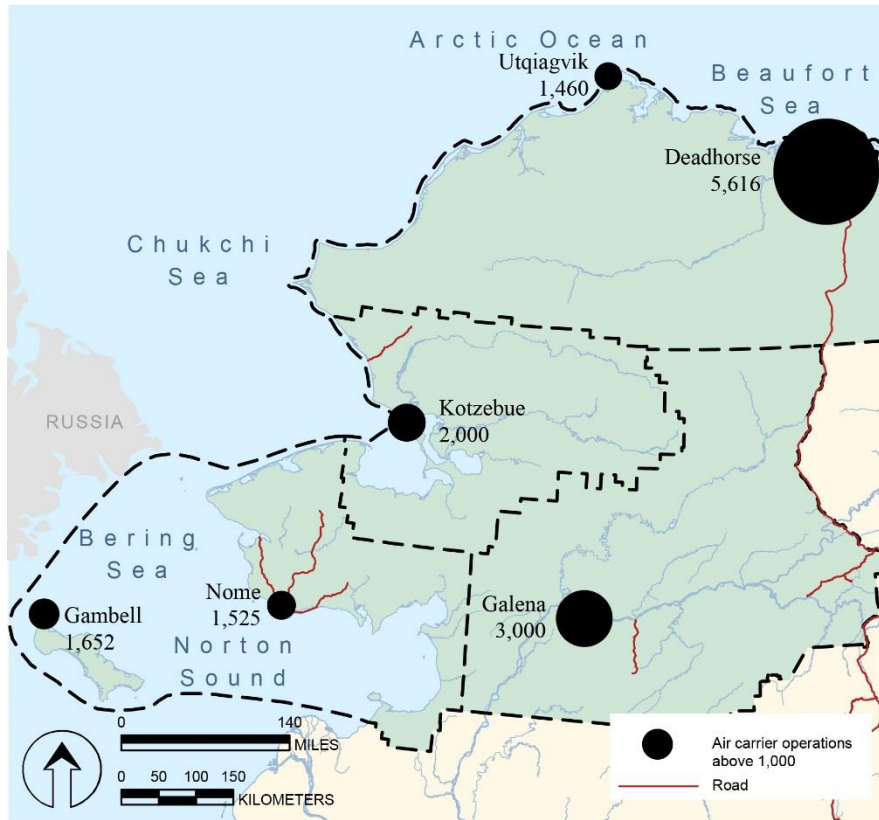 Arctic Ocean
Utqiagvik
1,460
Beaufort
Sea
Deadhorse
5,616
Chukchi
Sea
RUSSIA
Kotzebue
2,000
Bering
Sea
Gambell
1,652
Nome
1,525
Norton
Sound
Galena
3,000
0 140
MILES
0 50 100 150
KILOMETERS
Air carrier operations
above 1,000
Road